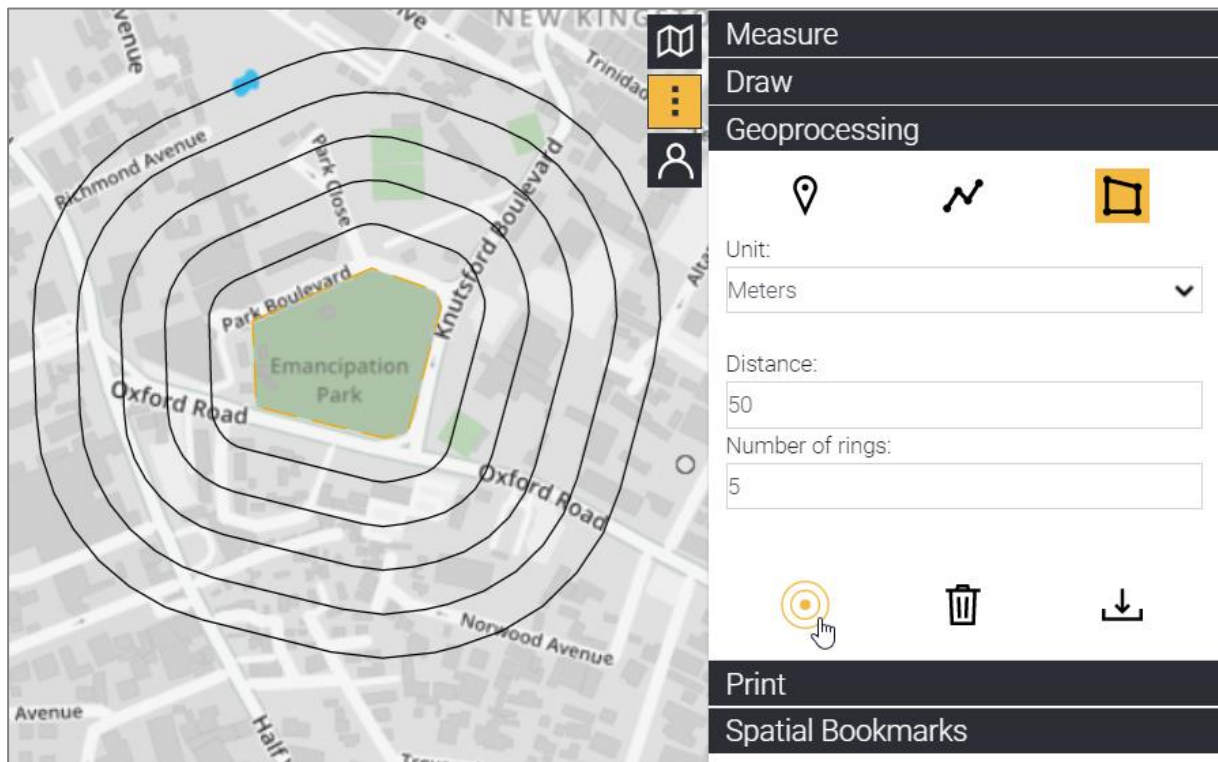 NEW KINGSTO
Avenue
Trinidad
Richmond Avenue
Park Close
Knutsford Boulevard
Park Boulevard
Emancipation
Park
Oxford Road
Oxford Road
Norwood Avenue
Avenue
Half
Measure
Draw
Geoprocessing
Unit:
Meters
Distance:
50
Number of rings:
5
Print
Spatial Bookmarks